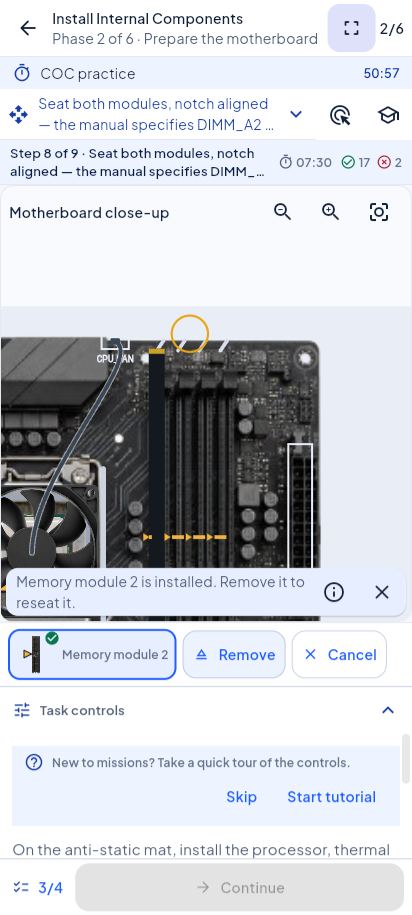 Install Internal Components
Phase 2 of 6 · Prepare the motherboard
2/6
COC practice
50:57
Seat both modules, notch aligned
— the manual specifies DIMM_A2 ...
Step 8 of 9 · Seat both modules, notch
aligned — the manual specifies DIMM_...
07:30
17
2
Motherboard close-up
CPU_FAN
Memory module 2 is installed. Remove it to
reseat it.
Memory module 2
Remove
Cancel
Task controls
New to missions? Take a quick tour of the controls.
Skip
Start tutorial
On the anti-static mat, install the processor, thermal
3/4
Continue